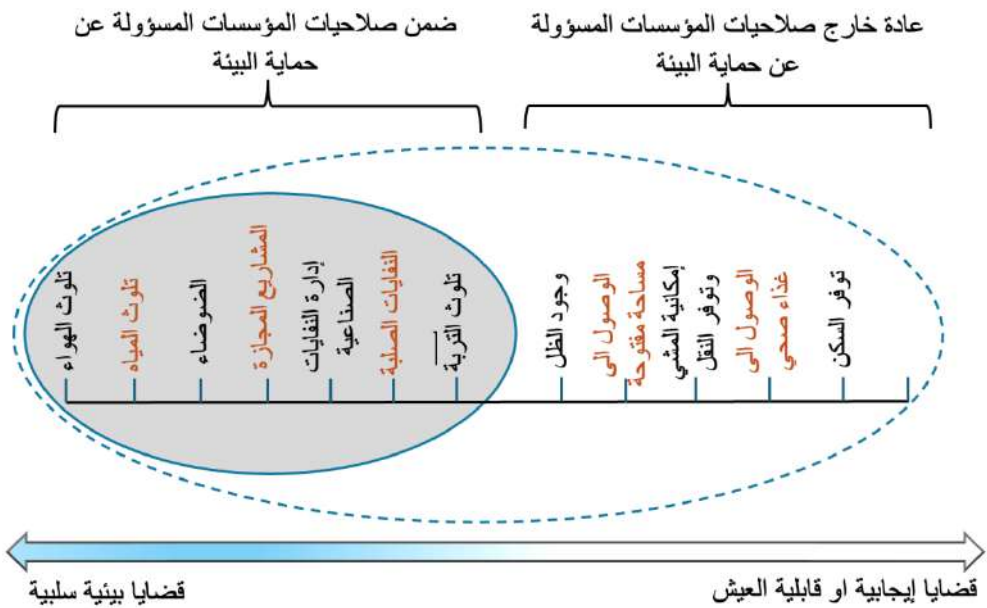 عادة خارج صلاحيات المؤسسات المسؤولة
عن حماية البيئة
ضمن صلاحيات المؤسسات المسؤولة عن
حماية البيئة
تلوث الهواء
تلوث المياه
الضوضاء
المشاريع المجازة
إدارة النفايات
الصناعية
النفايات الصلبة
تلوث التربة
وجود الظل
الوصول الى
مساحة مفتوحة
إمكانية المشي
وتوفر النقل
الوصول الى
غذاء صحي
توفر السكن
قضايا إيجابية او قابلية العيش
قضايا بيئية سلبية